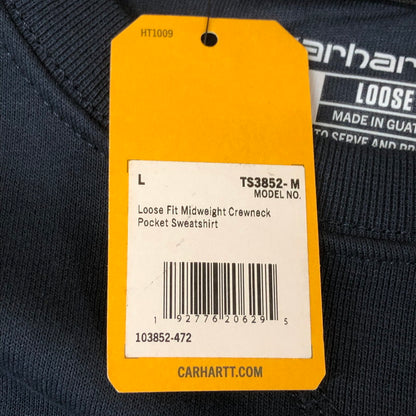 HT1009
carhar
LOOSE
MADE IN GUAT
TO SERVE AND PR
L TS3852- M
MODEL NO.
Loose Fit Midweight Crewneck
Pocket Sweatshirt
1 92776 20629 5
103852-472
CARHARTT.COM